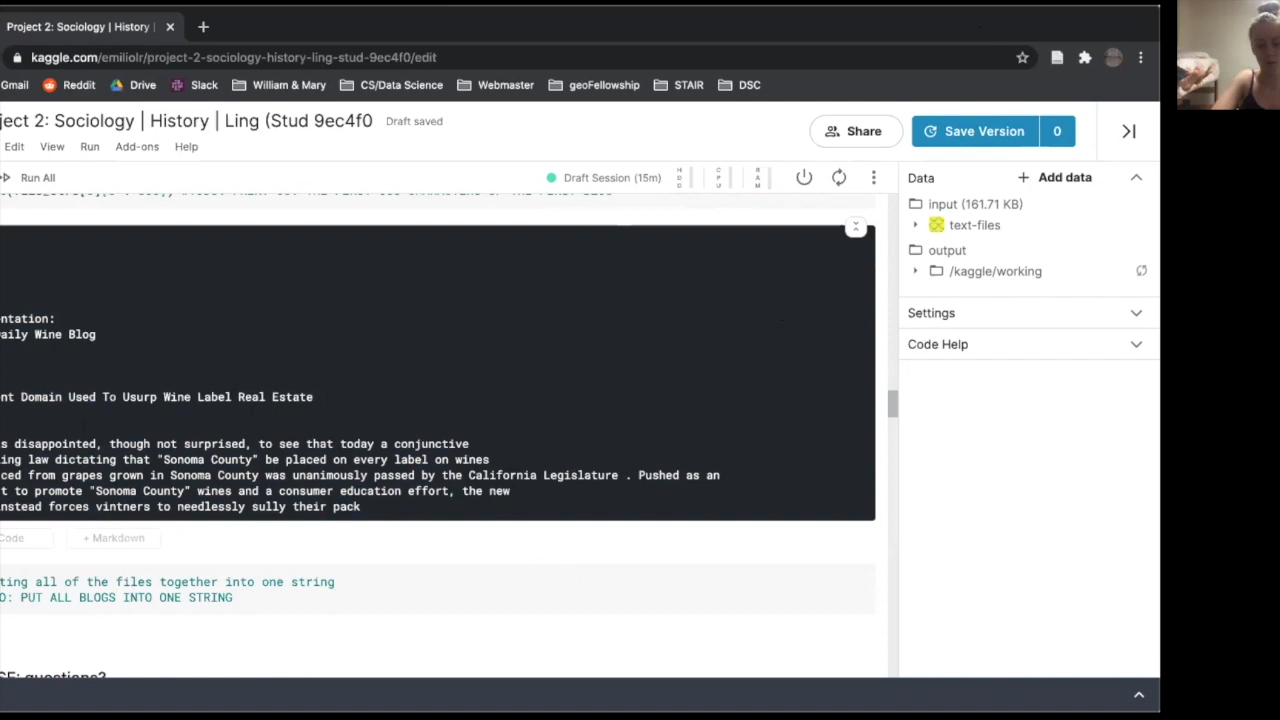 Project 2: Sociology | History |
kaggle.com/emiliolr/project-2-sociology-history-ling-stud-9ec4f0/edit
Gmail Reddit Drive Slack William & Mary CS/Data Science Webmaster geoFellowship STAIR DSC
ject 2: Sociology | History | Ling (Stud 9ec4f0 Draft saved
Share Save Version 0
Edit View Run Add-ons Help
Run All Draft Session (15m) HDD CPU RAM
Data + Add data
input (161.71 KB)
text-files
output
/kaggle/working
Settings
Code Help
entation:
aily Wine Blog
nt Domain Used To Usurp Wine Label Real Estate
s disappointed, though not surprised, to see that today a conjunctive
ing law dictating that "Sonoma County" be placed on every label on wines
ced from grapes grown in Sonoma County was unanimously passed by the California Legislature . Pushed as an
t to promote "Sonoma County" wines and a consumer education effort, the new
nstead forces vintners to needlessly sully their pack
Code + Markdown
ting all of the files together into one string
O: PUT ALL BLOGS INTO ONE STRING